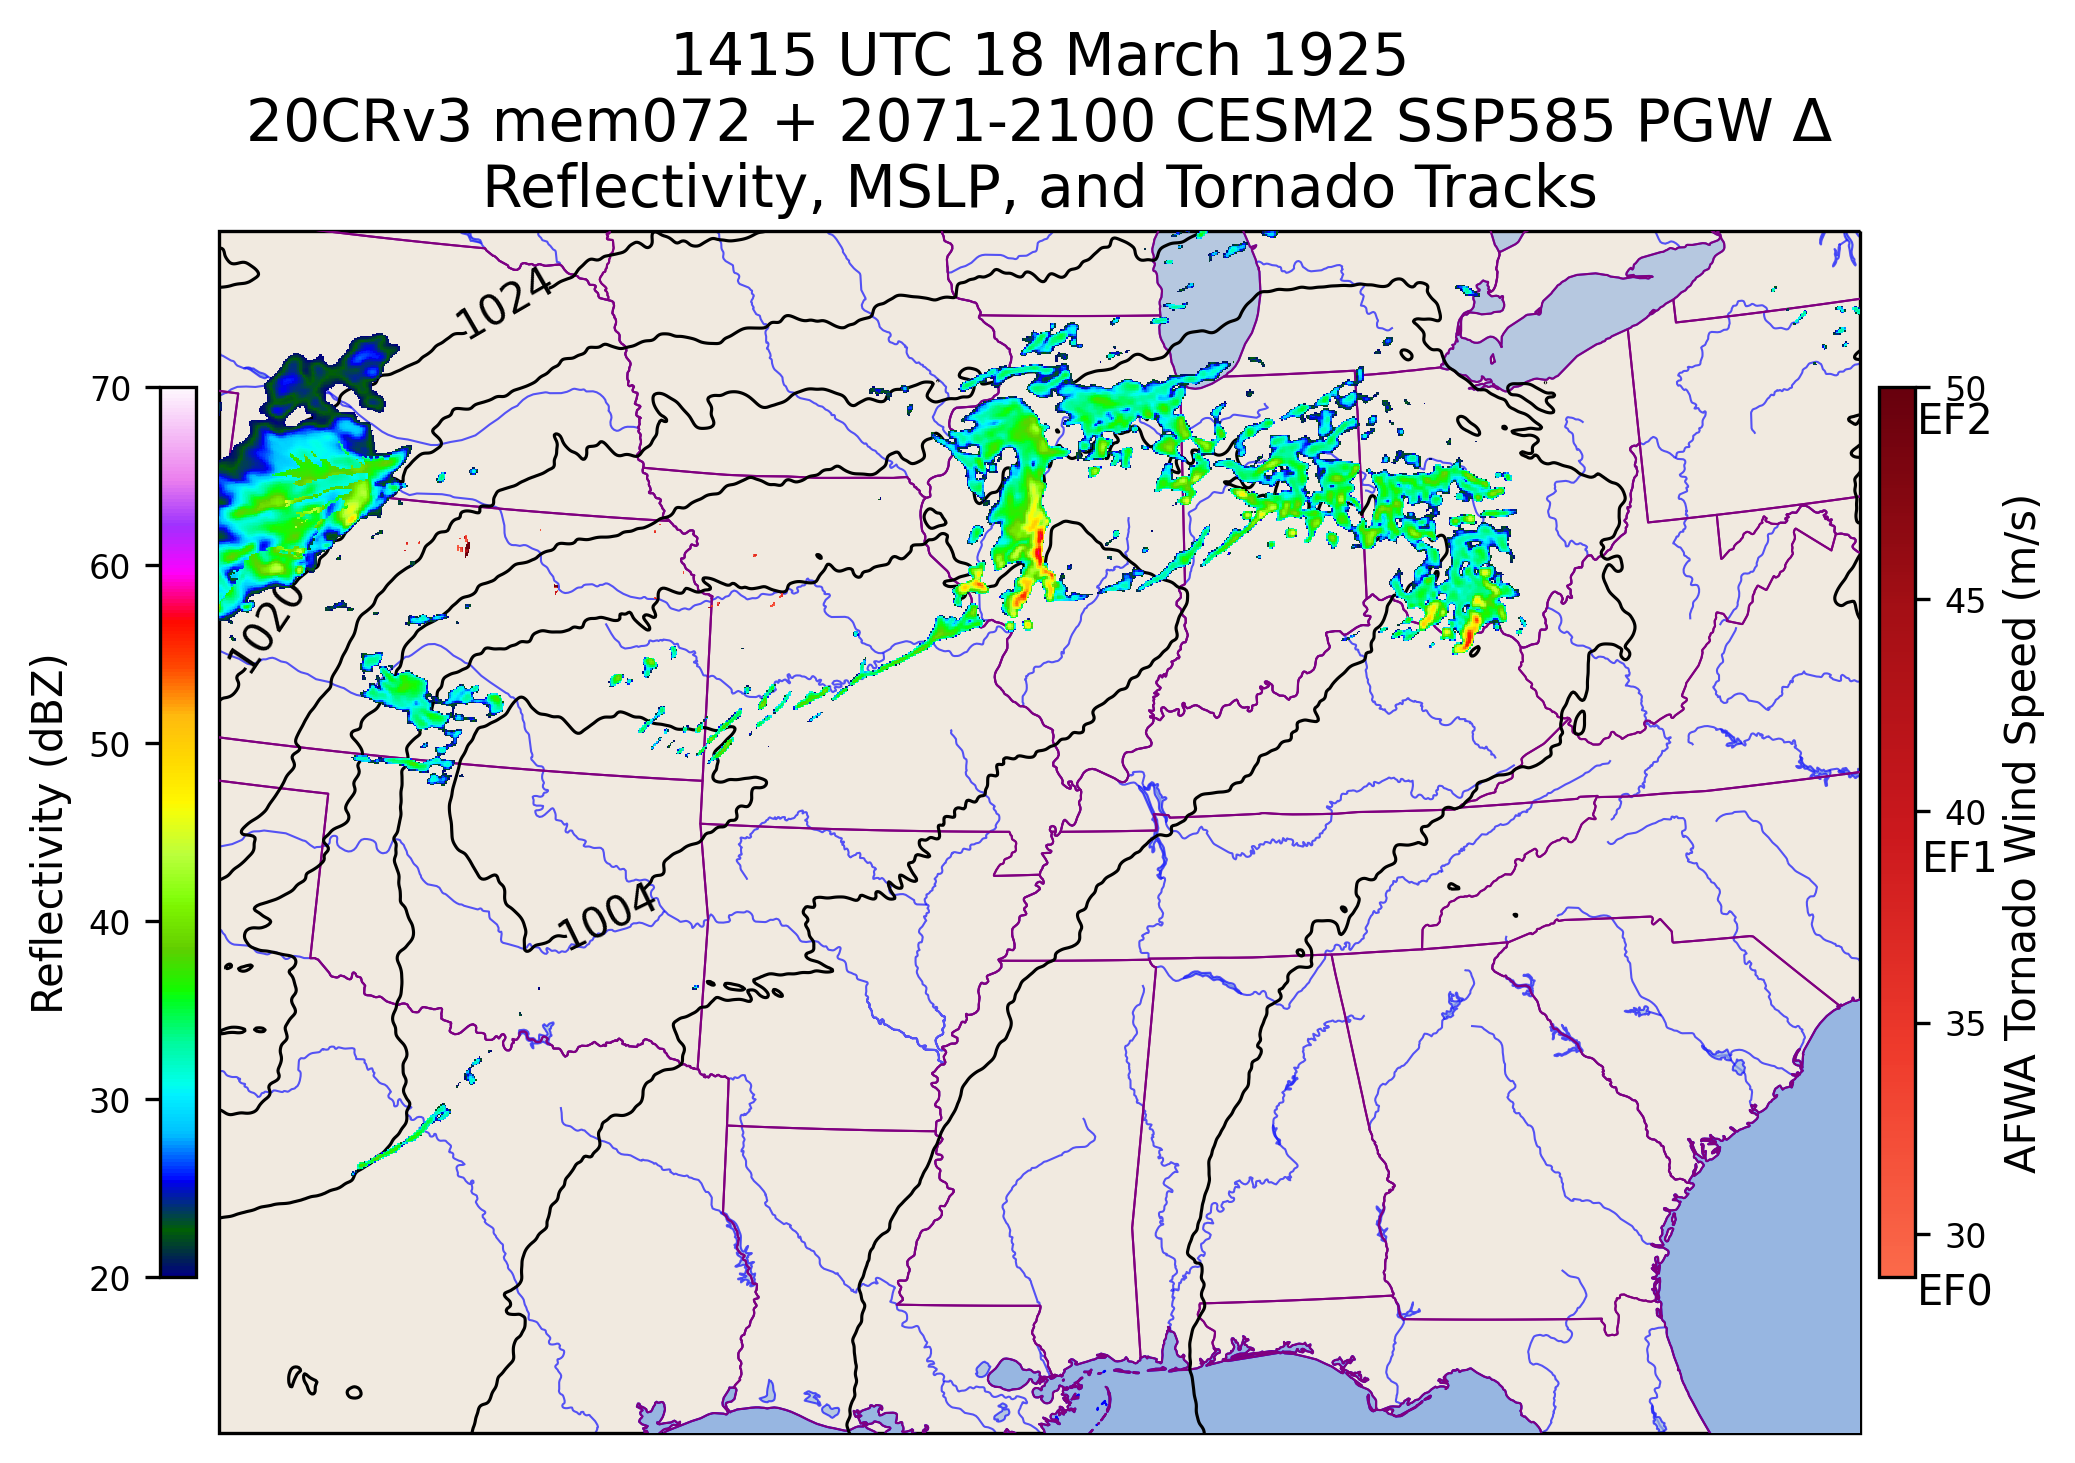 1415 UTC 18 March 1925
20CRv3 mem072 + 2071-2100 CESM2 SSP585 PGW Δ
Reflectivity, MSLP, and Tornado Tracks
1024
1020
1004
70
60
50
40
30
20
Reflectivity (dBZ)
50
EF2
45
40
EF1
35
30
EF0
AFWA Tornado Wind Speed (m/s)